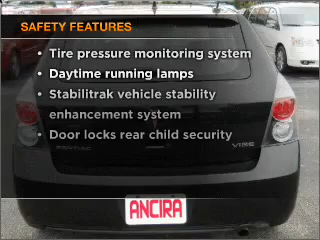 SAFETY FEATURES
• Tire pressure monitoring system
• Daytime running lamps
• Stabilitrak vehicle stability
enhancement system
• Door locks rear child security
PONTIAC
VIBE
ANCIRA